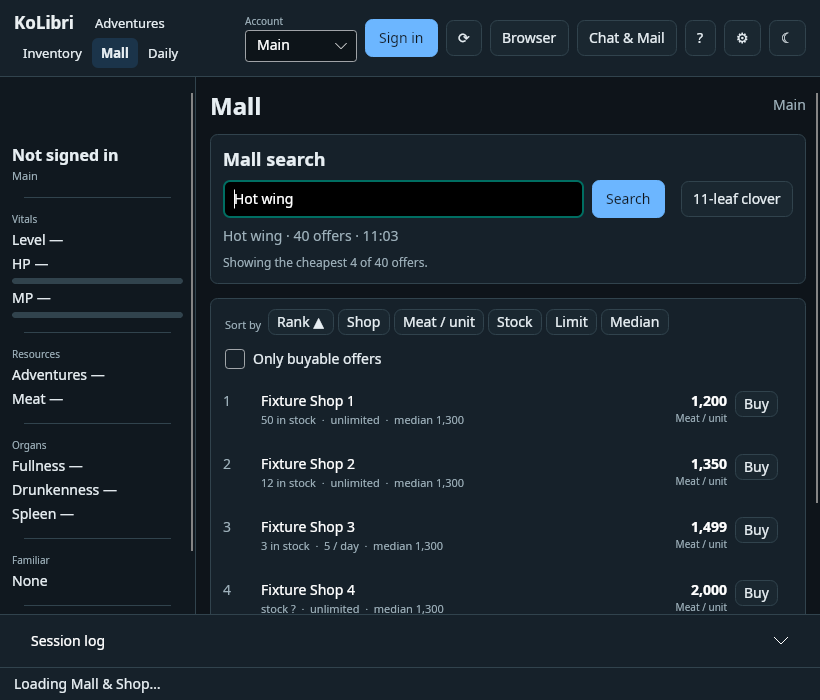 KoLibri
Adventures
Inventory
Mall
Daily
Account
Main
Sign in
⟳
Browser
Chat & Mail
?
⚙
☾
Not signed in
Main
Vitals
Level —
HP —
MP —
Resources
Adventures —
Meat —
Organs
Fullness —
Drunkenness —
Spleen —
Familiar
None
Mall
Main
Mall search
Hot wing
Search
11-leaf clover
Hot wing · 40 offers · 11:03
Showing the cheapest 4 of 40 offers.
Sort by
Rank ▲
Shop
Meat / unit
Stock
Limit
Median
Only buyable offers
1
Fixture Shop 1
50 in stock · unlimited · median 1,300
1,200
Meat / unit
Buy
2
Fixture Shop 2
12 in stock · unlimited · median 1,300
1,350
Meat / unit
Buy
3
Fixture Shop 3
3 in stock · 5 / day · median 1,300
1,499
Meat / unit
Buy
4
Fixture Shop 4
stock ? · unlimited · median 1,300
2,000
Meat / unit
Buy
Session log
Loading Mall & Shop...